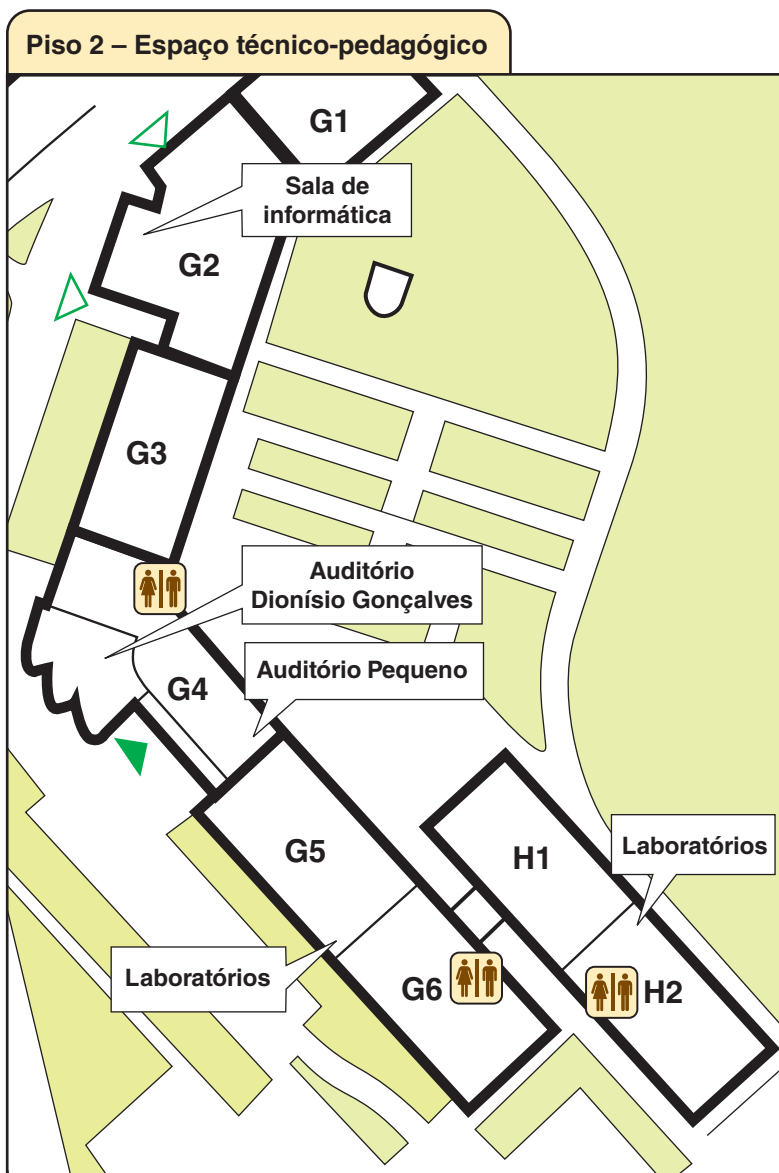 Piso 2 – Espaço técnico-pedagógico
G1
Sala de
informática
G2
G3
Auditório
Dionísio Gonçalves
Auditório Pequeno
G4
G5
H1
Laboratórios
Laboratórios
G6
H2